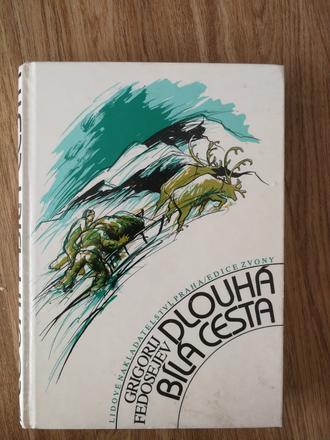 LIDOVÉ NAKLADATELSTVÍ PRAHA/EDICE ZVONY
GRIGORIJ
FEDOSEJEV
DLOUHÁ
BÍLÁ CESTA